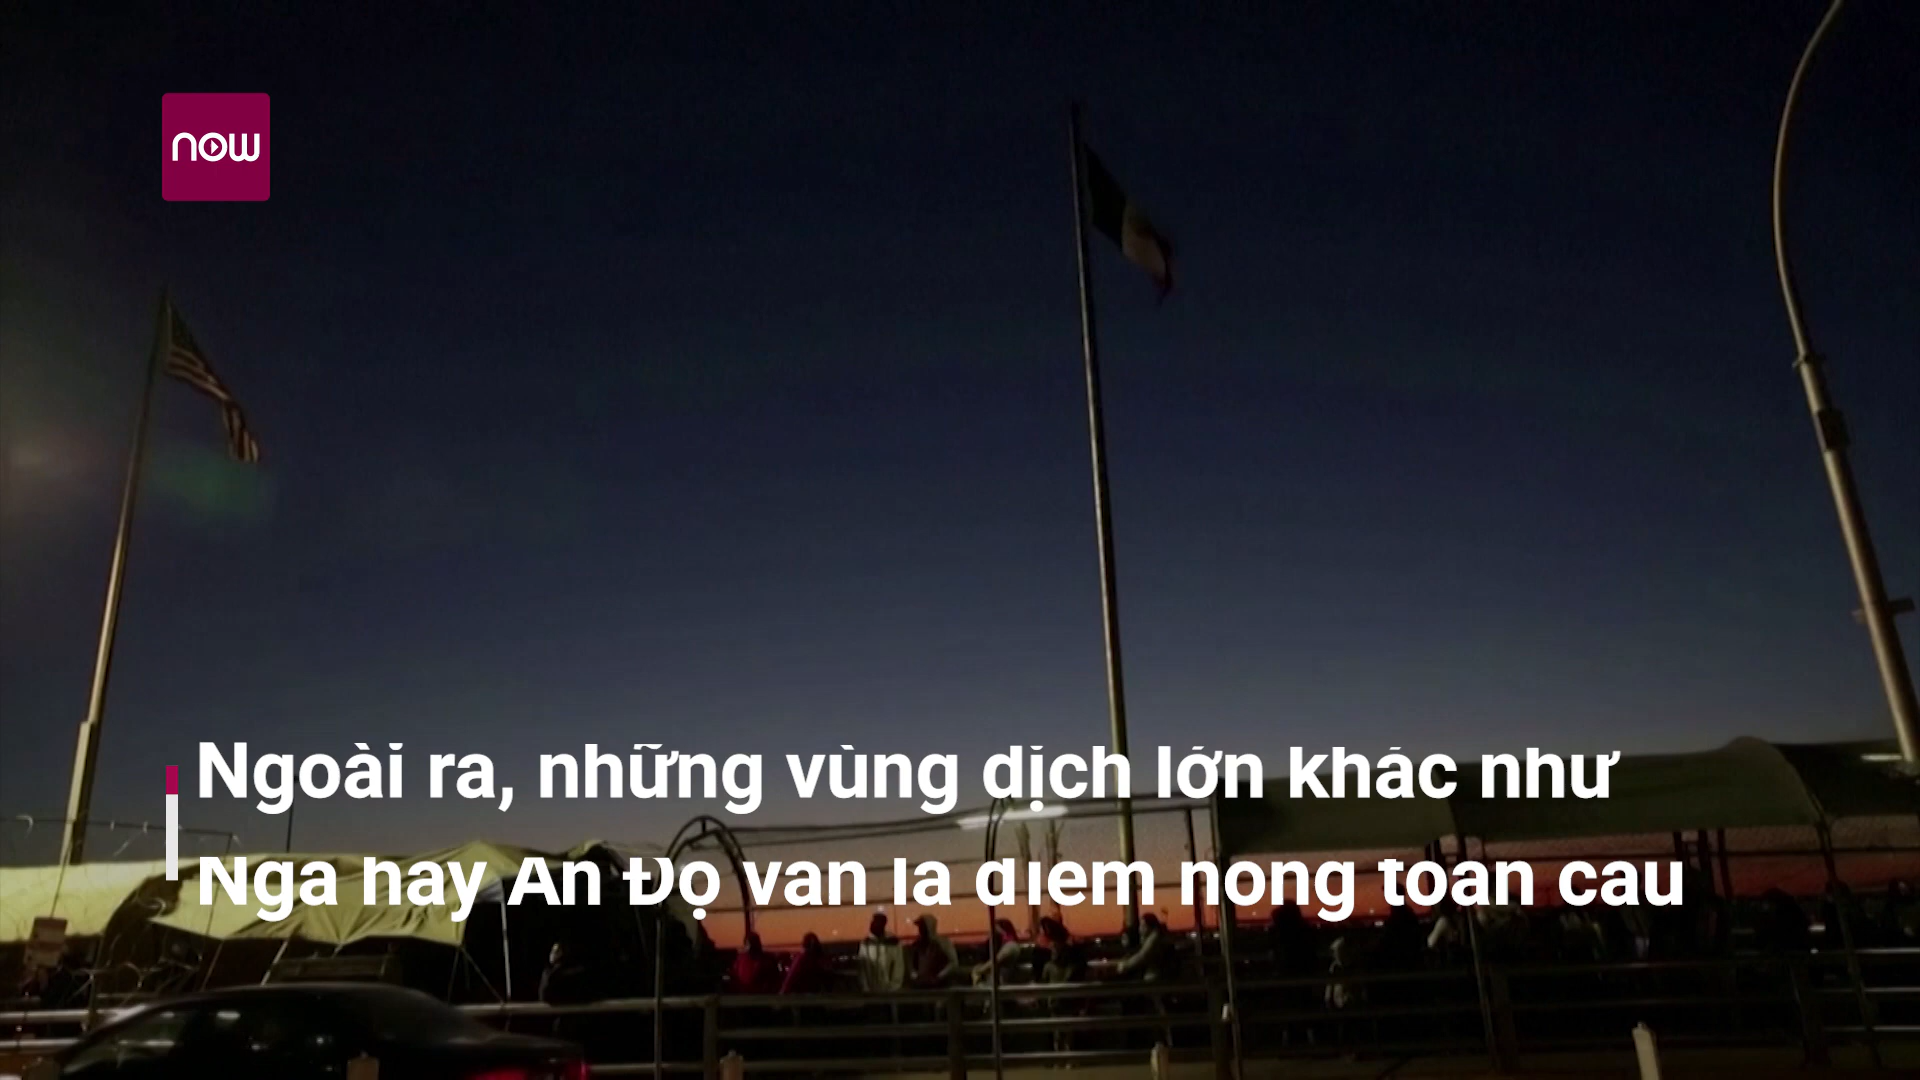 now
Ngoài ra, những vùng dịch lớn khác như
Nga hay Ấn Độ vẫn là điểm nóng toàn cầu